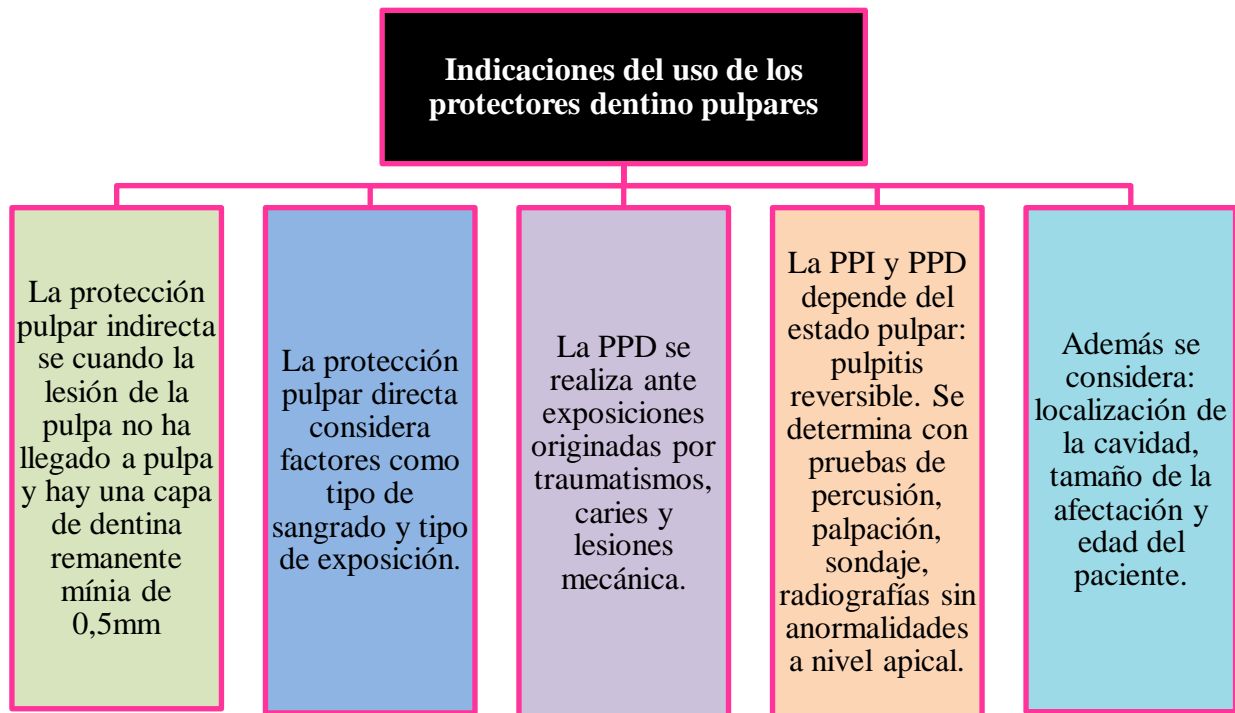 Indicaciones del uso de los
protectores dentino pulpares
La protección
pulpar indirecta
se cuando la
lesión de la
pulpa no ha
llegado a pulpa
y hay una capa
de dentina
remanente
mínia de
0,5mm
La protección
pulpar directa
considera
factores como
tipo de
sangrado y tipo
de exposición.
La PPD se
realiza ante
exposiciones
originadas por
traumatismos,
caries y
lesiones
mecánica.
La PPI y PPD
depende del
estado pulpar:
pulpitis
reversible. Se
determina con
pruebas de
percusión,
palpación,
sondaje,
radiografías sin
anormalidades
a nivel apical.
Además se
considera:
localización de
la cavidad,
tamaño de la
afectación y
edad del
paciente.